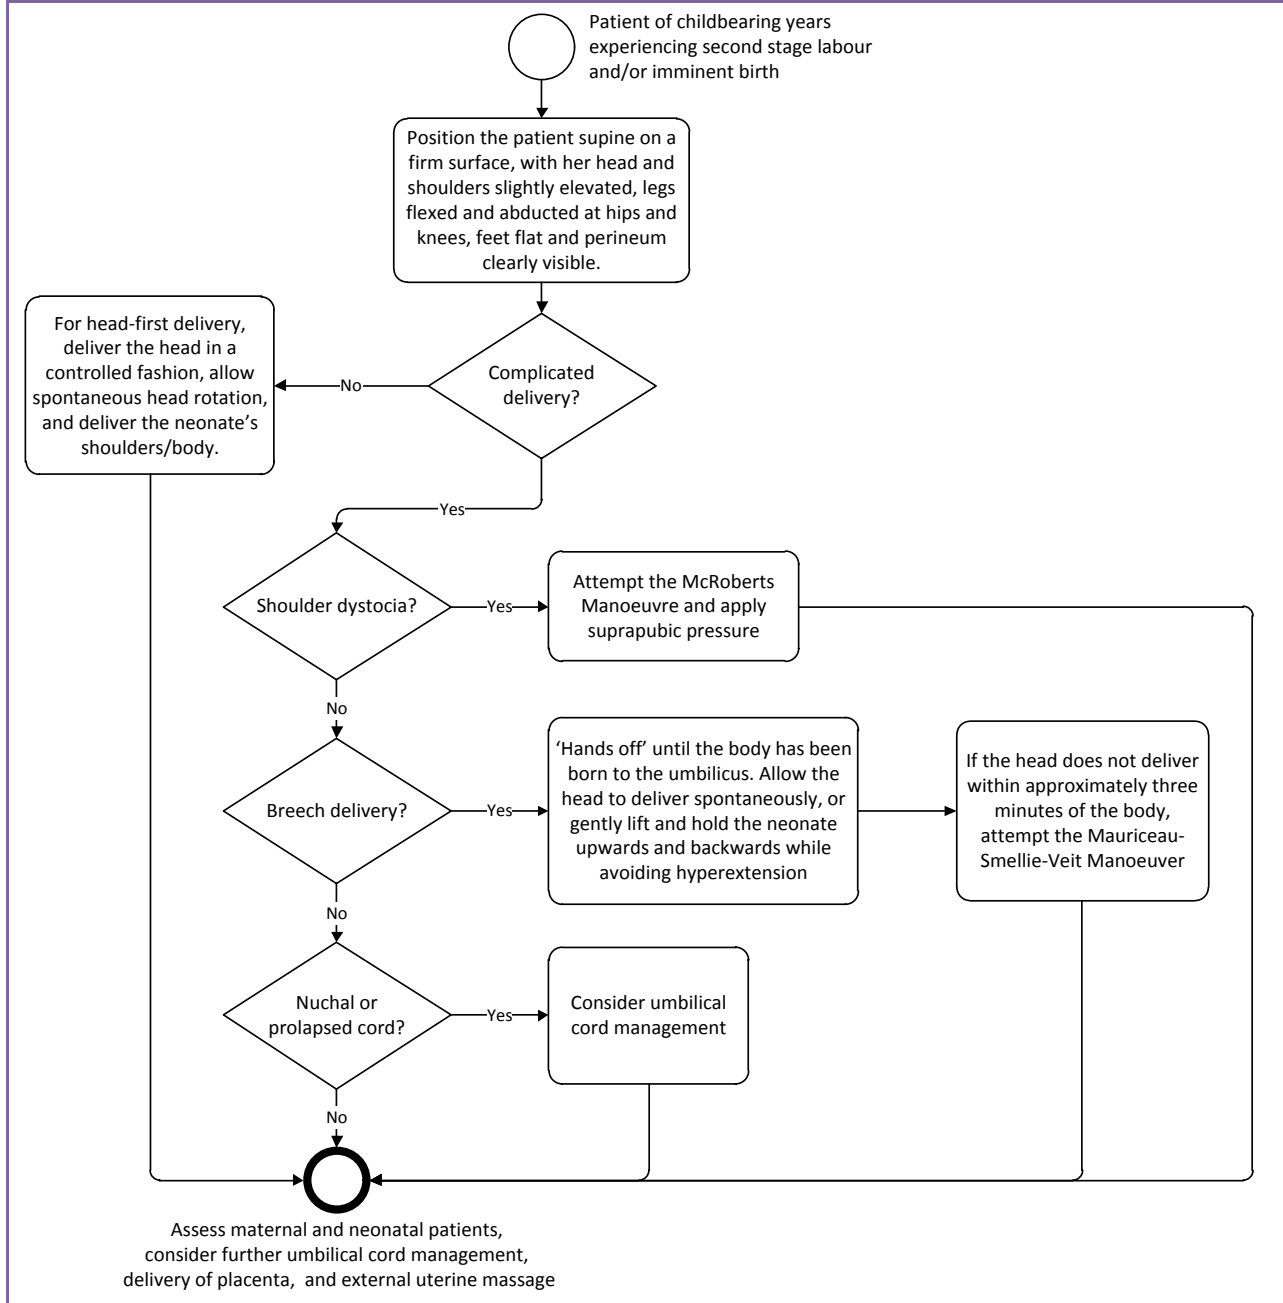 Patient of childbearing years
experiencing second stage labour
and/or imminent birth
Position the patient supine on a
firm surface, with her head and
shoulders slightly elevated, legs
flexed and abducted at hips and
knees, feet flat and perineum
clearly visible.
For head-first delivery,
deliver the head in a
controlled fashion, allow
spontaneous head rotation,
and deliver the neonate’s
shoulders/body.
No
Complicated
delivery?
Yes
Shoulder dystocia?
Yes
Attempt the McRoberts
Manoeuvre and apply
suprapubic pressure
No
Breech delivery?
Yes
‘Hands off’ until the body has been
born to the umbilicus. Allow the
head to deliver spontaneously, or
gently lift and hold the neonate
upwards and backwards while
avoiding hyperextension
If the head does not deliver
within approximately three
minutes of the body,
attempt the Mauriceau-
Smellie-Veit Manoeuver
No
Nuchal or
prolapsed cord?
Yes
Consider umbilical
cord management
No
Assess maternal and neonatal patients,
consider further umbilical cord management,
delivery of placenta,  and external uterine massage